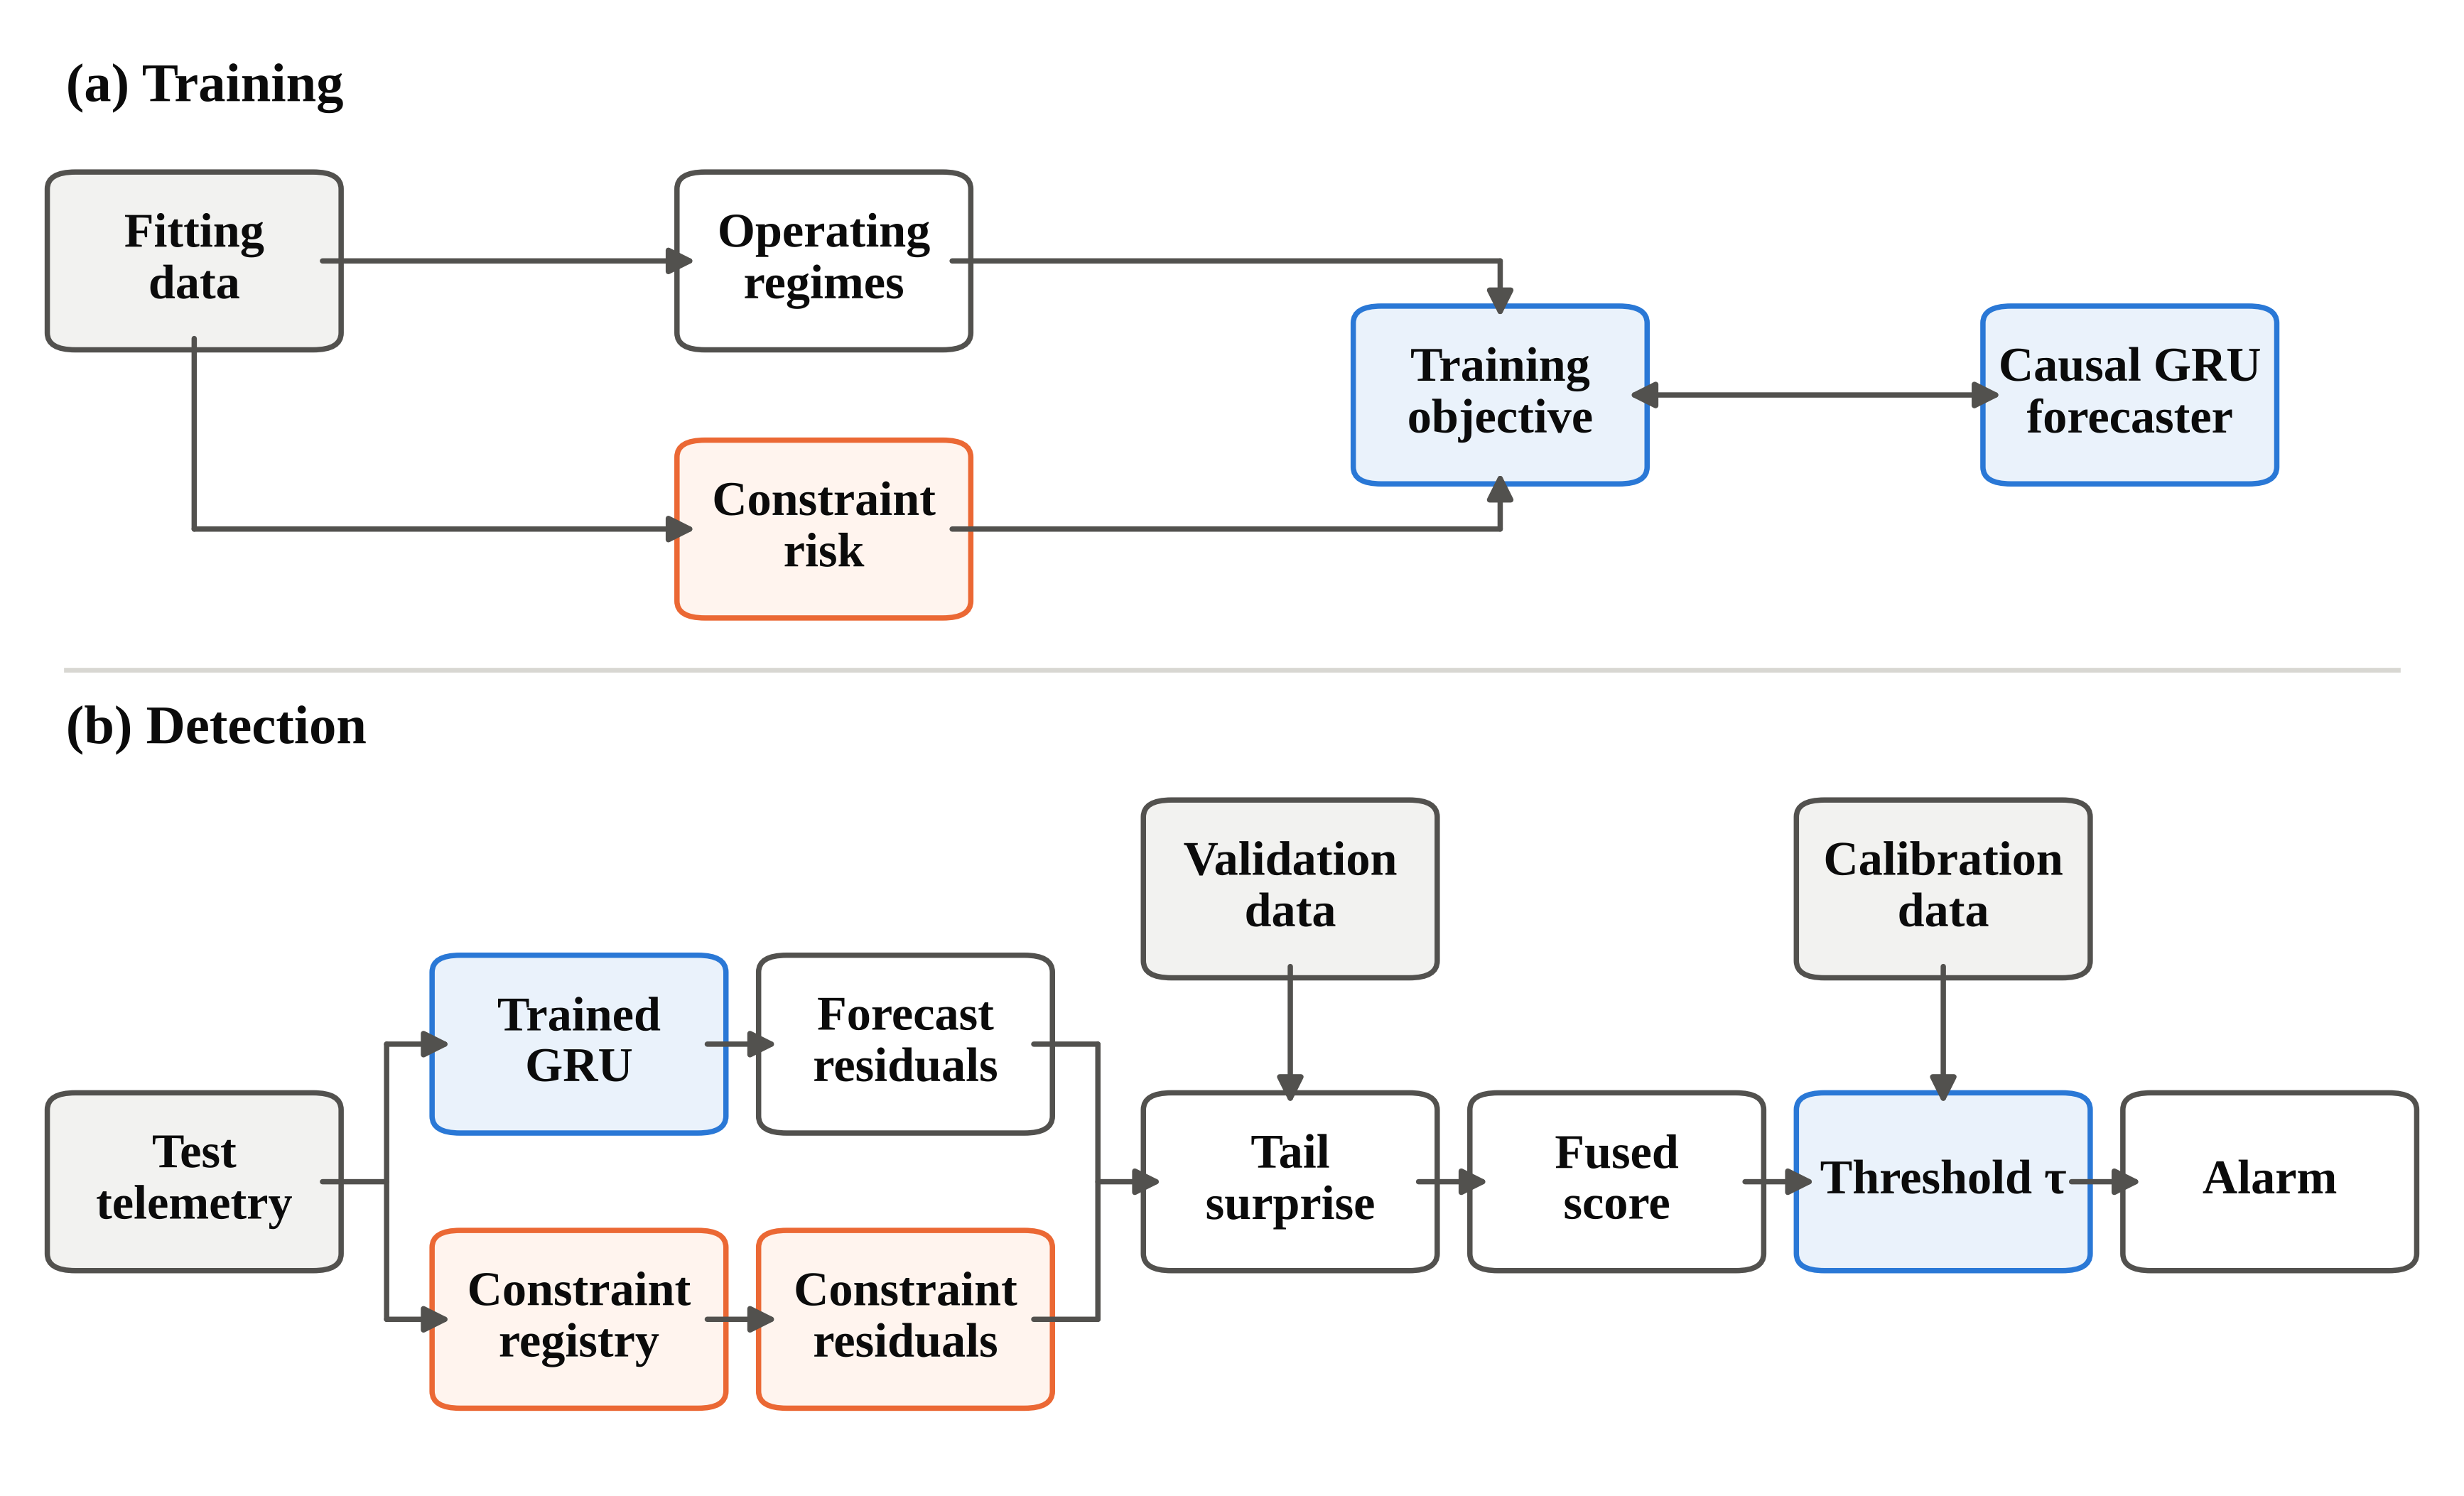 (a) Training
Fitting
data
Operating
regimes
Training
objective
Causal GRU
forecaster
Constraint
risk
(b) Detection
Validation
data
Calibration
data
Trained
GRU
Forecast
residuals
Test
telemetry
Tail
surprise
Fused
score
Threshold τ
Alarm
Constraint
registry
Constraint
residuals